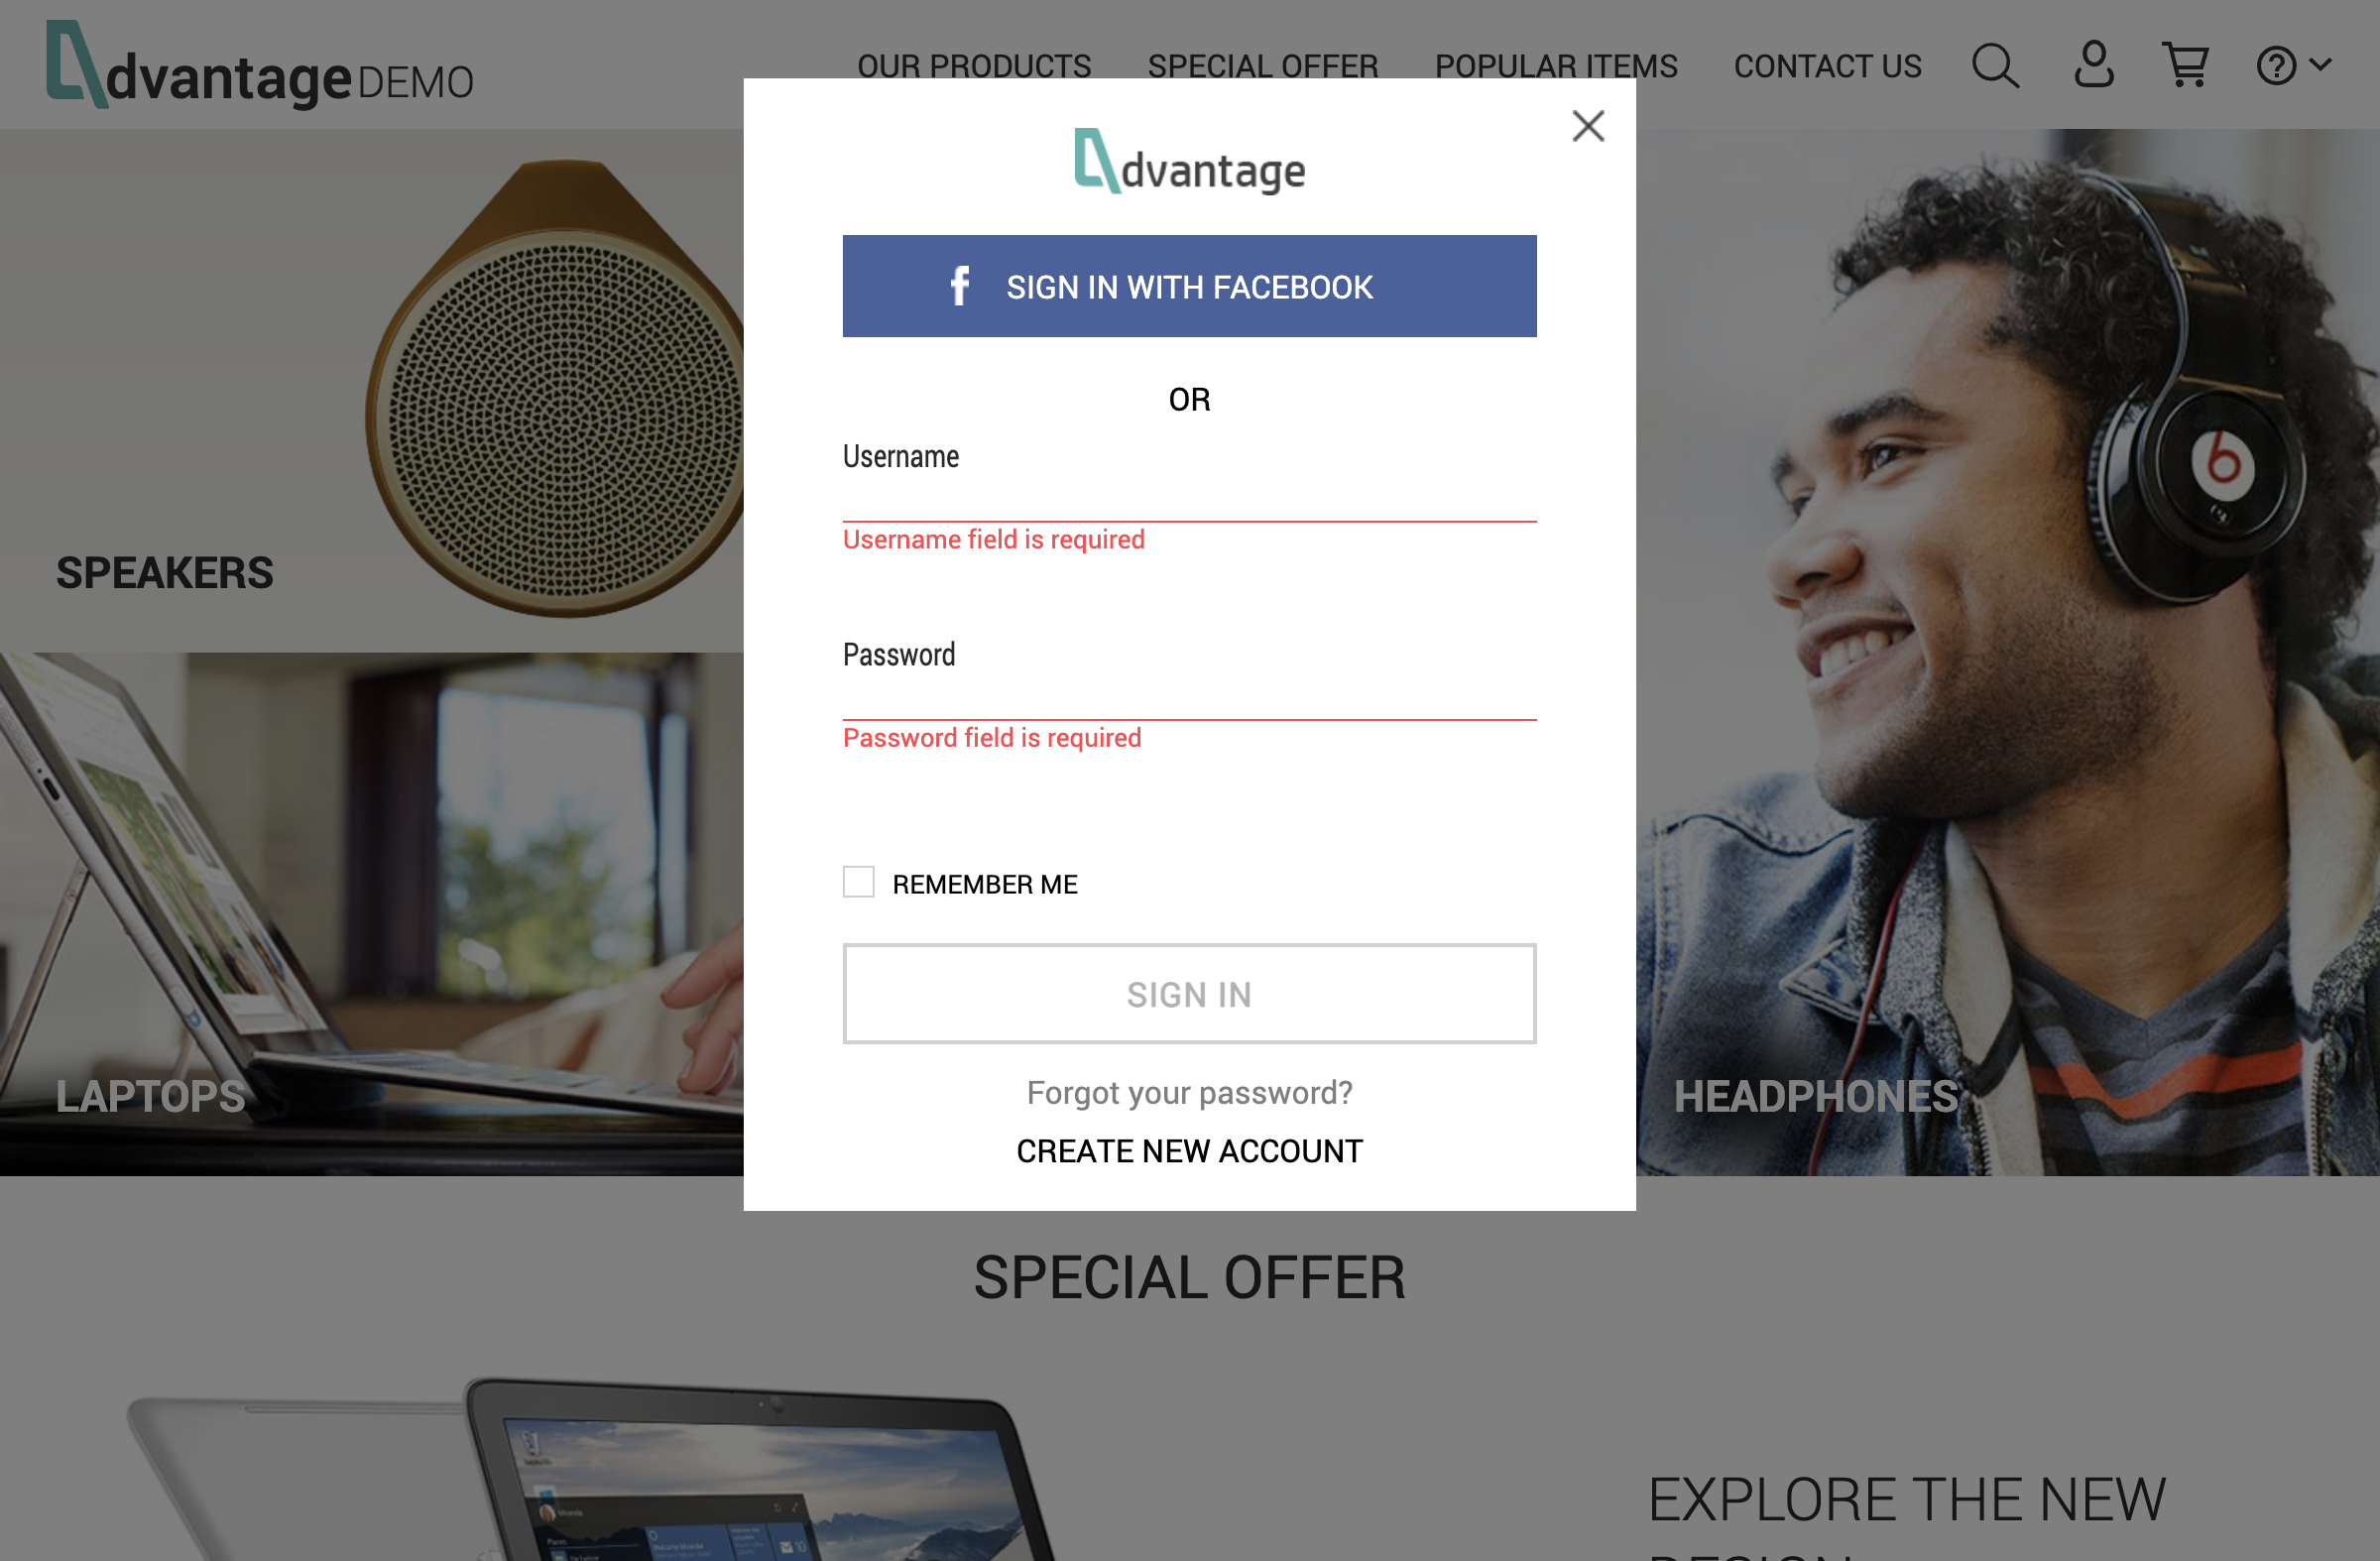 dvantage DEMO
OUR PRODUCTS
SPECIAL OFFER
POPULAR ITEMS
CONTACT US
dvantage
SIGN IN WITH FACEBOOK
OR
Username
Username field is required
SPEAKERS
Password
Password field is required
REMEMBER ME
SIGN IN
LAPTOPS
HEADPHONES
Forgot your password?
CREATE NEW ACCOUNT
SPECIAL OFFER
EXPLORE THE NEW
DESIGN